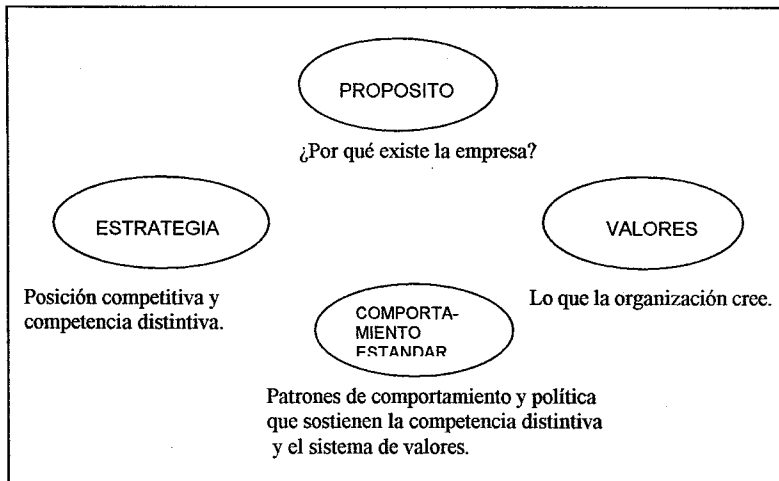 PROPOSITO
¿Por qué existe la empresa?
ESTRATEGIA
Posición competitiva y
competencia distintiva.
VALORES
Lo que la organización cree.
COMPORTA-
MIENTO
ESTANDAR
Patrones de comportamiento y política
que sostienen la competencia distintiva
y el sistema de valores.